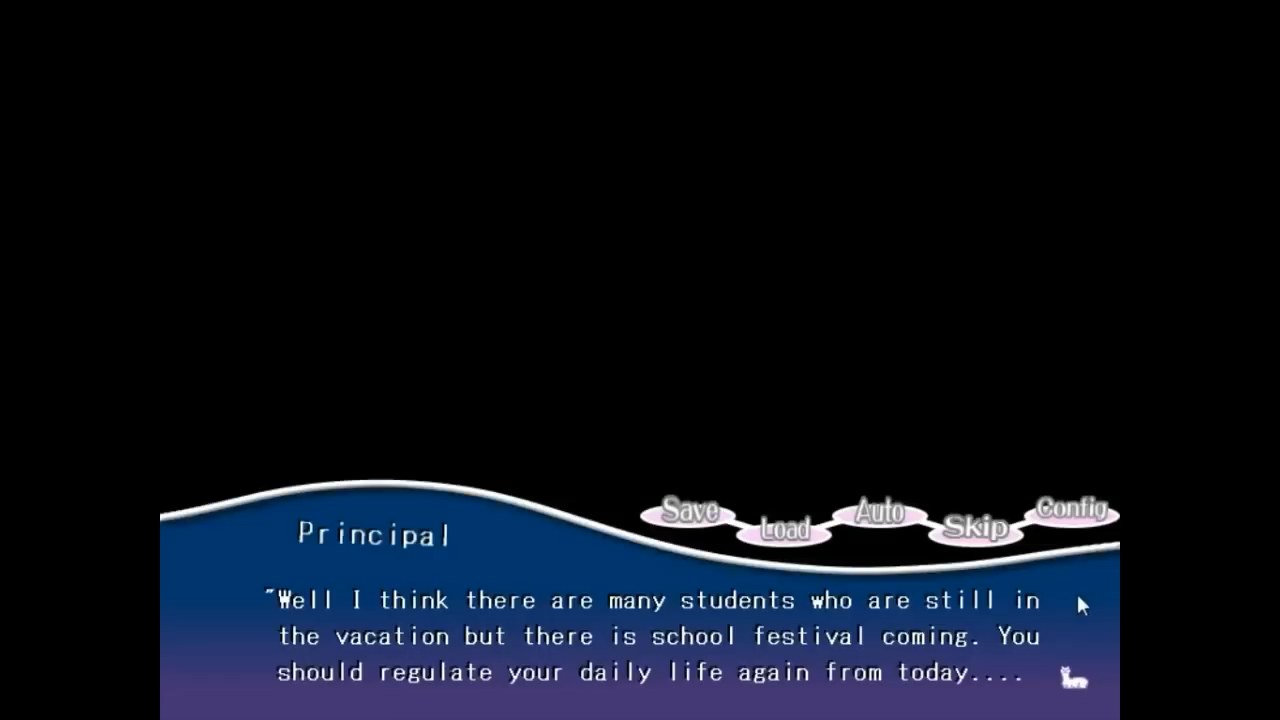 Save
Load
Auto
Skip
Config
Principal
"Well I think there are many students who are still in
the vacation but there is school festival coming. You
should regulate your daily life again from today....